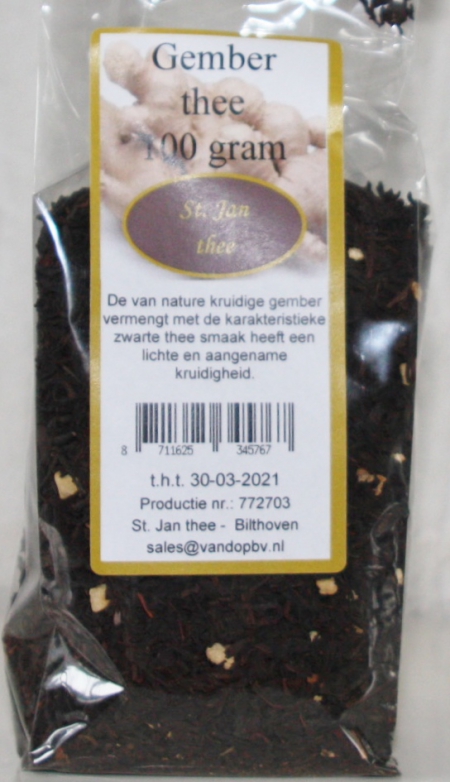 Gember
thee
100 gram
St. Jan
thee
De van nature kruidige gember
vermengt met de karakteristieke
zwarte thee smaak heeft een
lichte en aangename
kruidigheid.
8 711625 345767
t.h.t. 30-03-2021
Productie nr.: 772703
St. Jan thee - Bilthoven
sales@vandopbv.nl